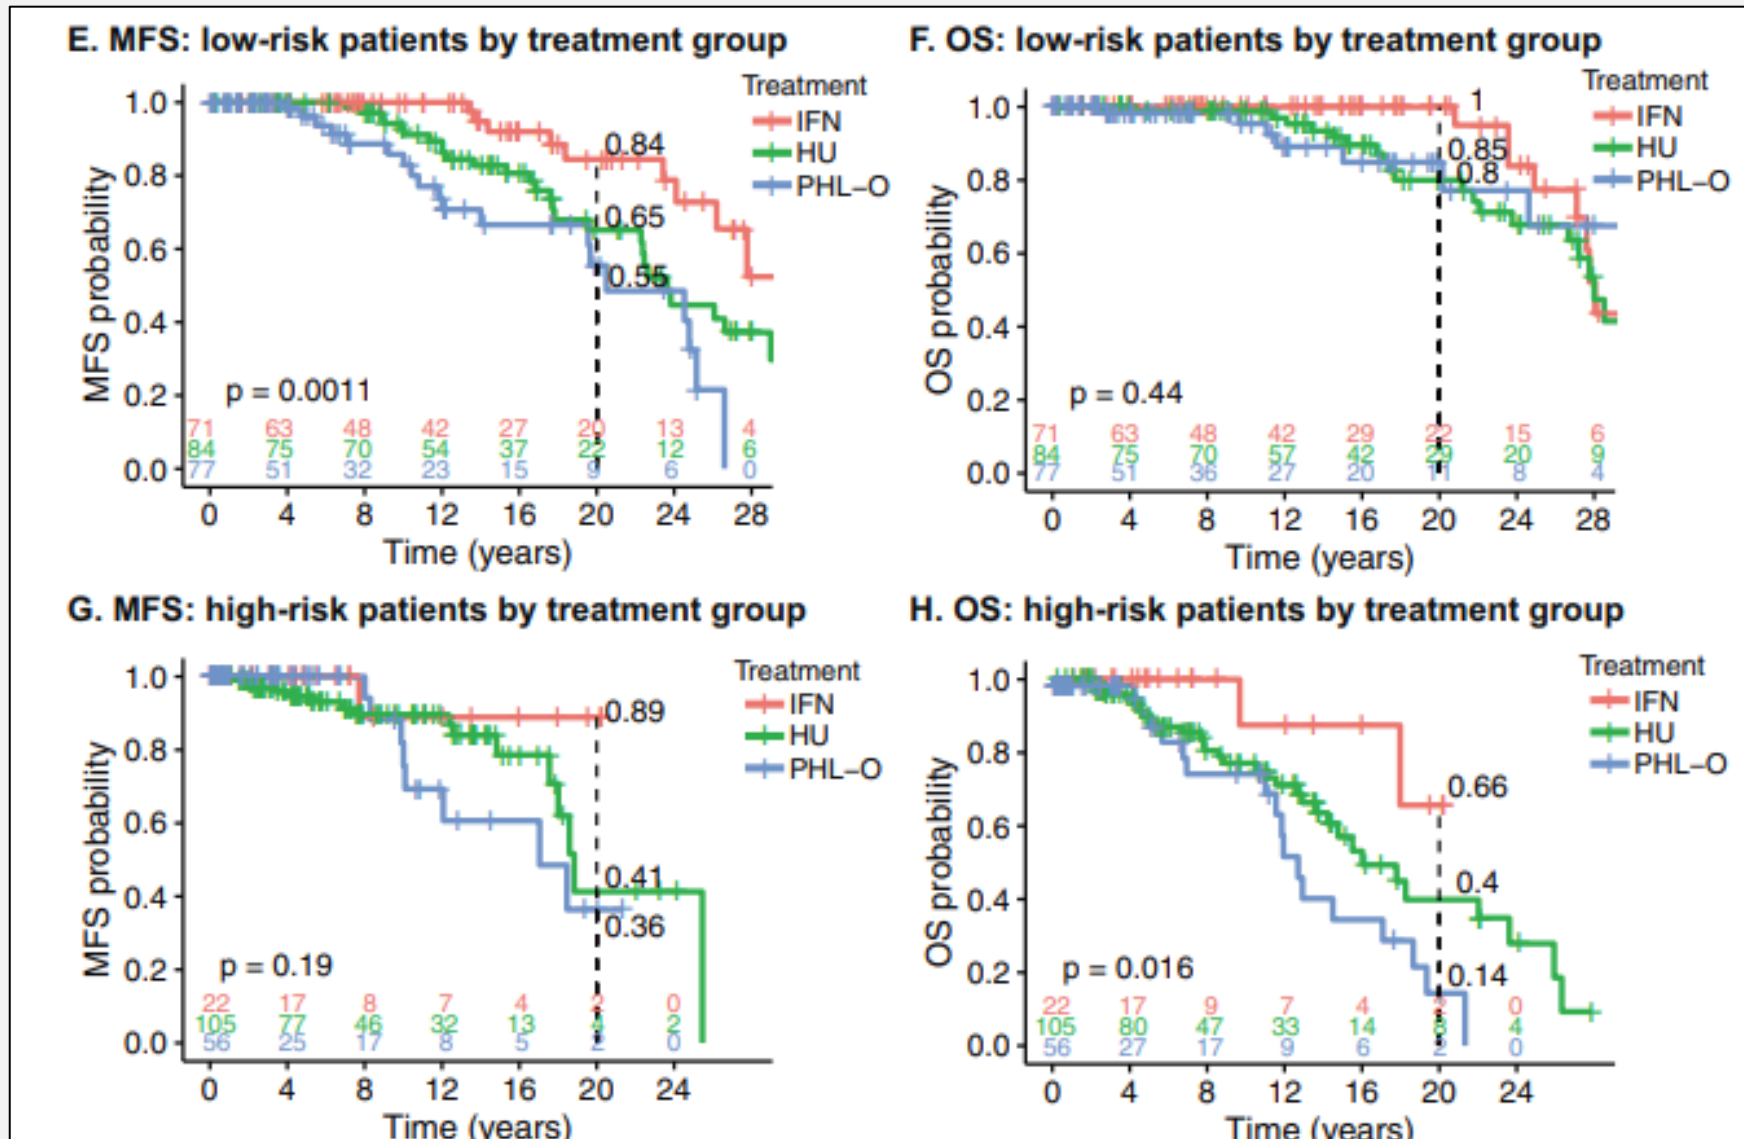 E. MFS: low-risk patients by treatment group
Treatment
IFN
HU
PHL–O
MFS probability
1.0
0.8
0.6
0.4
0.2
0.0
0.84
0.65
0.55
p = 0.0011
71 63 48 42 27 20 13 4
84 75 70 54 37 22 12 6
77 51 32 23 15 9 6 0
0 4 8 12 16 20 24 28
Time (years)
F. OS: low-risk patients by treatment group
Treatment
IFN
HU
PHL–O
OS probability
1.0
0.8
0.6
0.4
0.2
0.0
1
0.85
0.8
p = 0.44
71 63 48 42 29 22 15 6
84 75 70 57 42 29 20 9
77 51 36 27 20 11 8 4
0 4 8 12 16 20 24 28
Time (years)
G. MFS: high-risk patients by treatment group
Treatment
IFN
HU
PHL–O
MFS probability
1.0
0.8
0.6
0.4
0.2
0.0
0.89
0.41
0.36
p = 0.19
22 17 8 7 4 2 0
105 77 46 32 13 4 2
56 25 17 8 5 2 0
0 4 8 12 16 20 24
Time (years)
H. OS: high-risk patients by treatment group
Treatment
IFN
HU
PHL–O
OS probability
1.0
0.8
0.6
0.4
0.2
0.0
0.66
0.4
0.14
p = 0.016
22 17 9 7 4 2 0
105 80 47 33 14 8 4
56 27 17 9 6 2 0
0 4 8 12 16 20 24
Time (years)